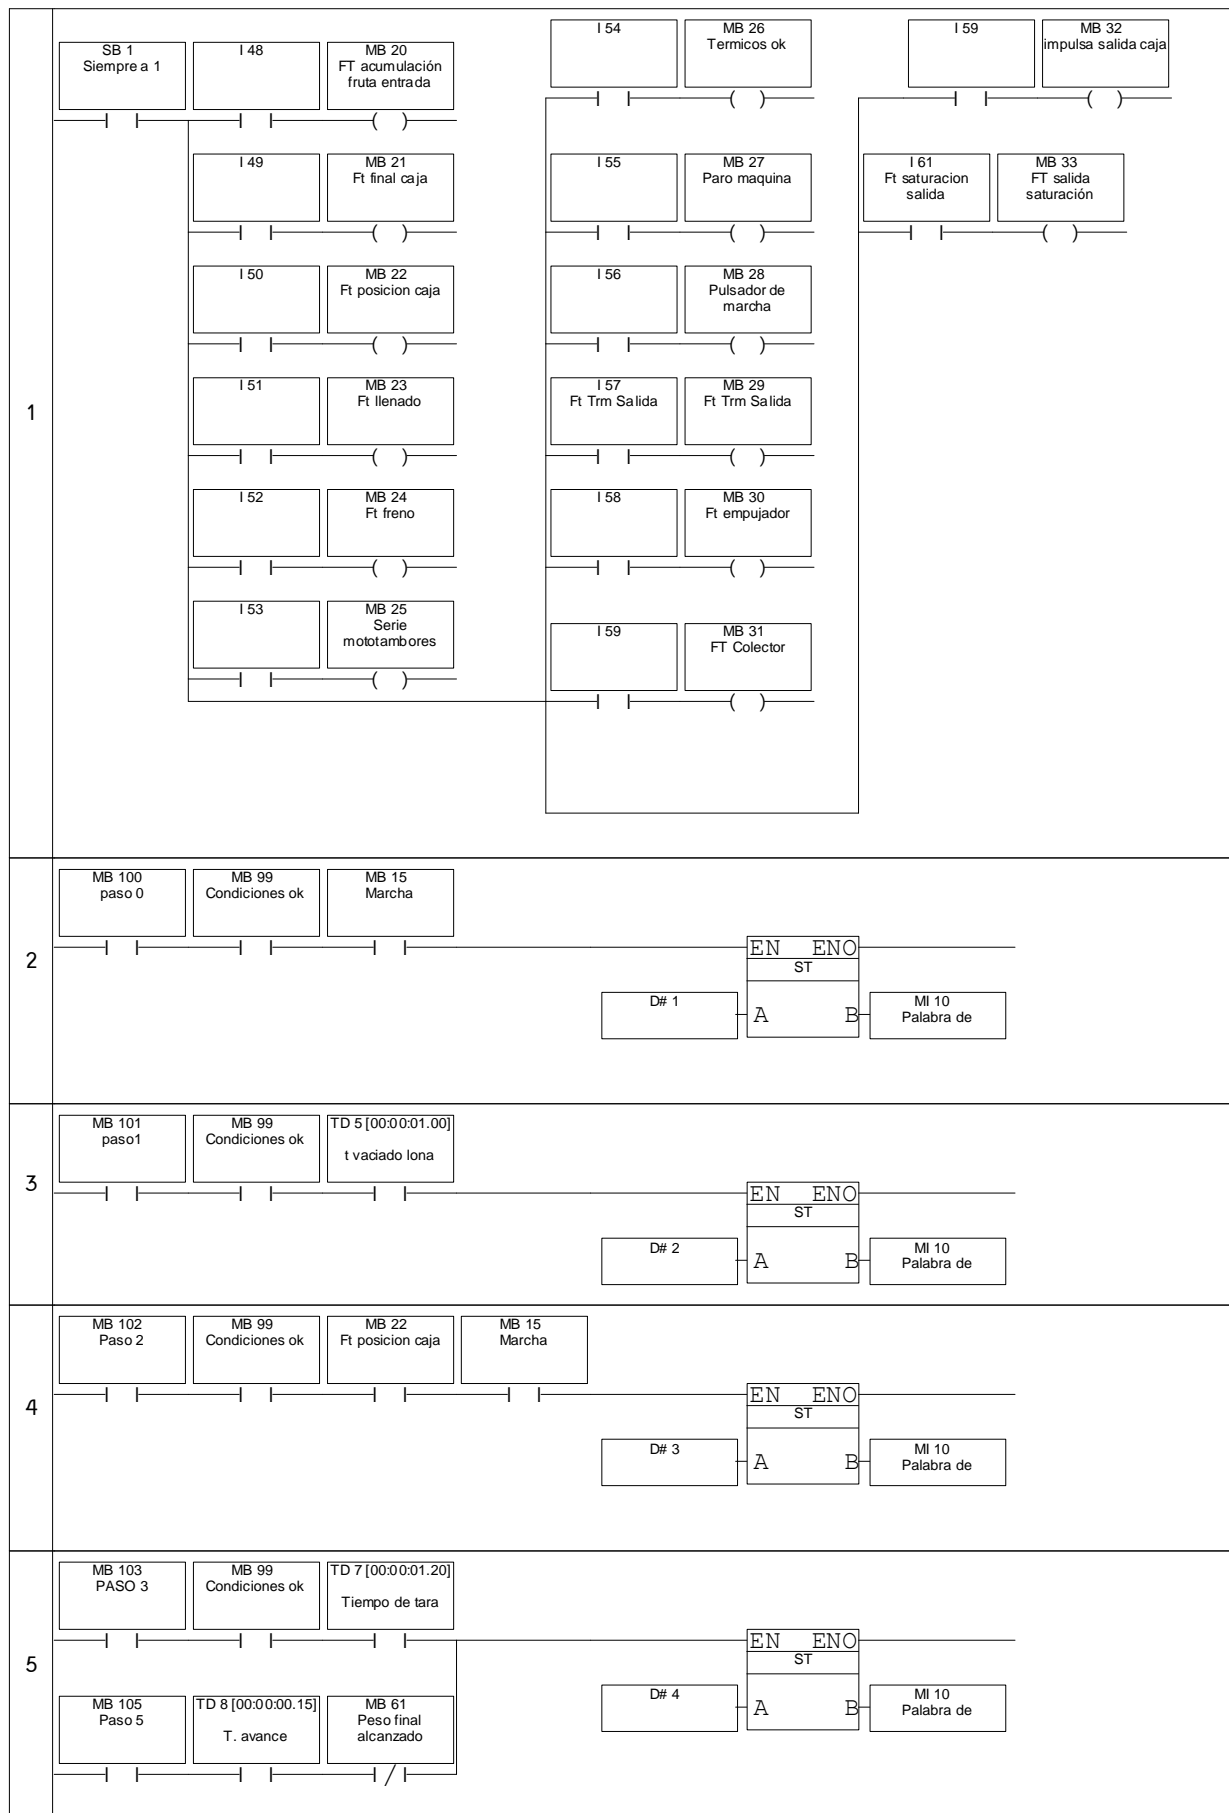 1
SB 1
Siempre a 1
I 48
MB 20
FT acumulación
fruta entrada
I 49
MB 21
Ft final caja
I 50
MB 22
Ft posicion caja
I 51
MB 23
Ft llenado
I 52
MB 24
Ft freno
I 53
MB 25
Serie
mototambores
I 54
MB 26
Termicos ok
I 55
MB 27
Paro maquina
I 56
MB 28
Pulsador de
marcha
I 57
Ft Trm Salida
MB 29
Ft Trm Salida
I 58
MB 30
Ft empujador
I 59
MB 31
FT Colector
I 59
MB 32
impulsa salida caja
I 61
Ft saturacion
salida
MB 33
FT salida
saturación
2
MB 100
paso 0
MB 99
Condiciones ok
MB 15
Marcha
EN ENO
ST
D# 1
A B
MI 10
Palabra de
3
MB 101
paso1
MB 99
Condiciones ok
TD 5 [00:00:01.00]
t vaciado lona
EN ENO
ST
D# 2
A B
MI 10
Palabra de
4
MB 102
Paso 2
MB 99
Condiciones ok
MB 22
Ft posicion caja
MB 15
Marcha
EN ENO
ST
D# 3
A B
MI 10
Palabra de
5
MB 103
PASO 3
MB 99
Condiciones ok
TD 7 [00:00:01.20]
Tiempo de tara
EN ENO
ST
D# 4
A B
MI 10
Palabra de
MB 105
Paso 5
TD 8 [00:00:00.15]
T. avance
MB 61
Peso final
alcanzado